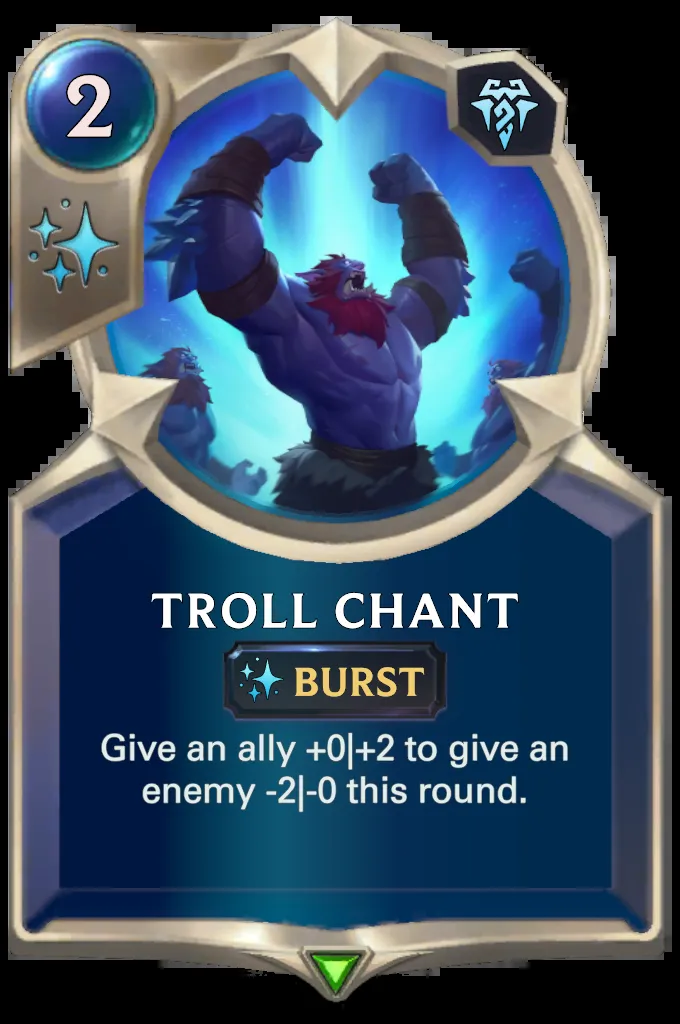 2
TROLL CHANT
BURST
Give an ally +0|+2 to give an
enemy -2|-0 this round.